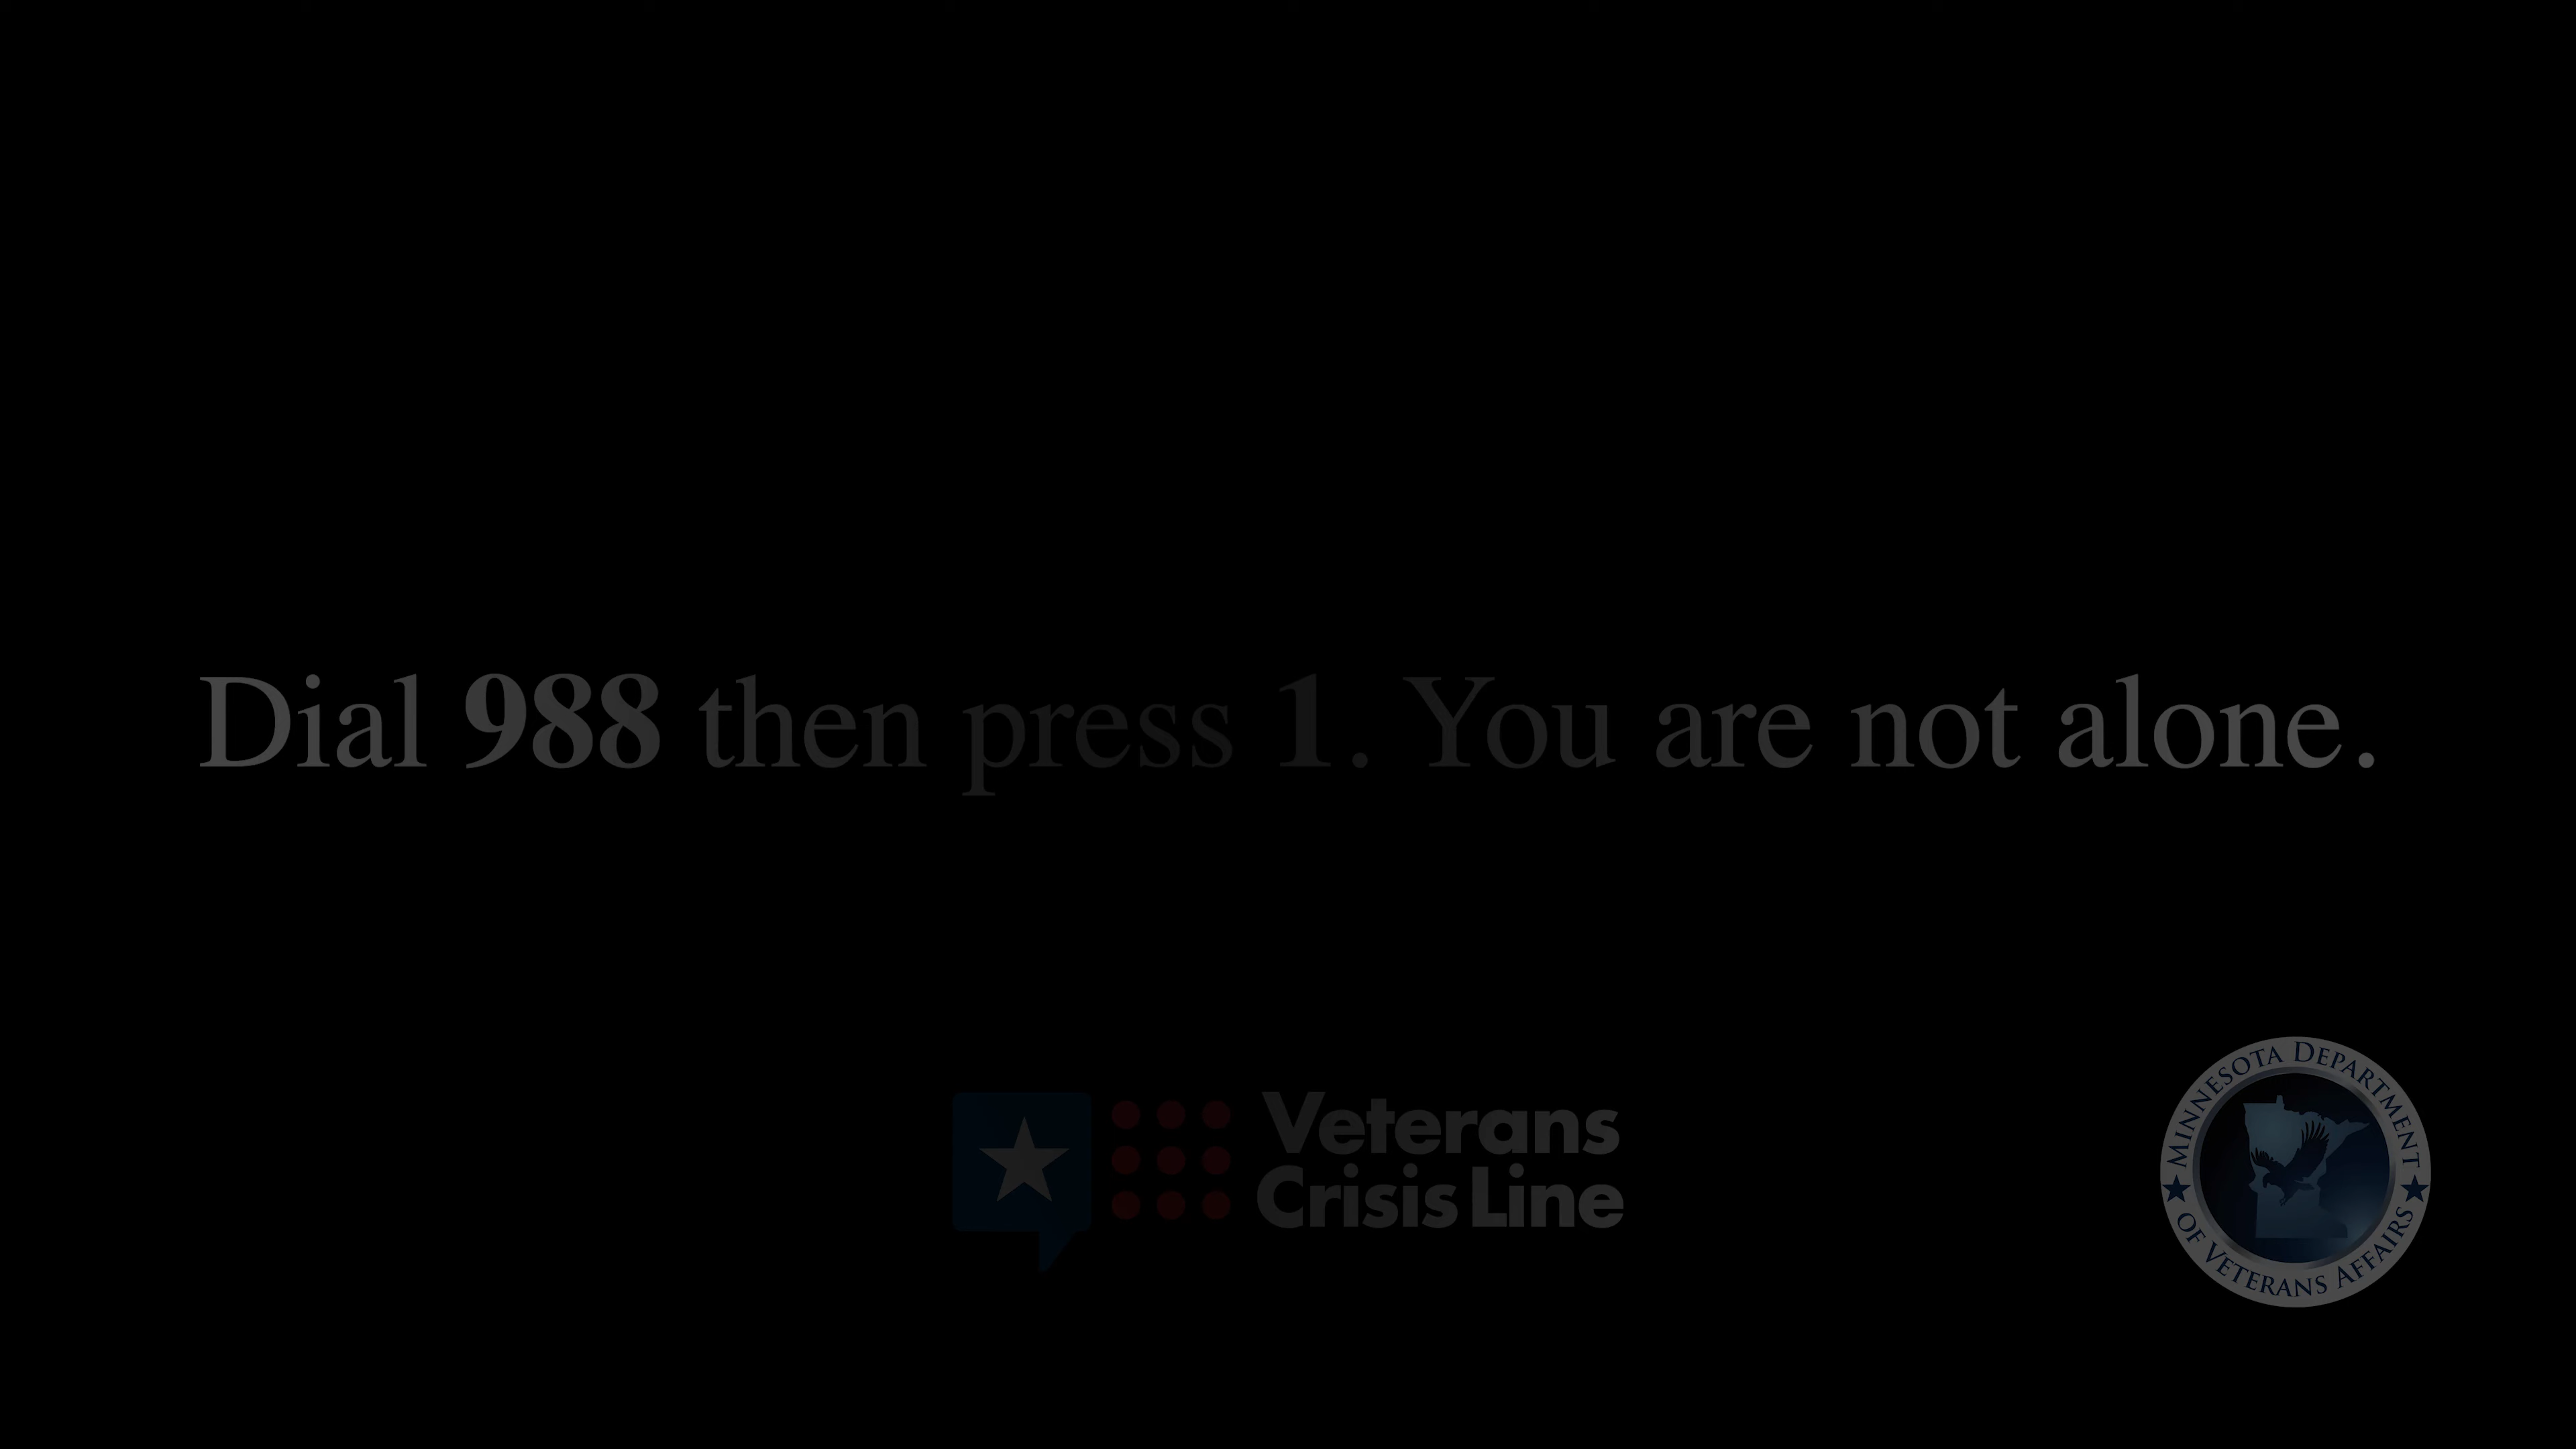 Dial 988 then press 1. You are not alone.
Veterans
Crisis Line
MINNESOTA DEPARTMENT
OF VETERANS AFFAIRS